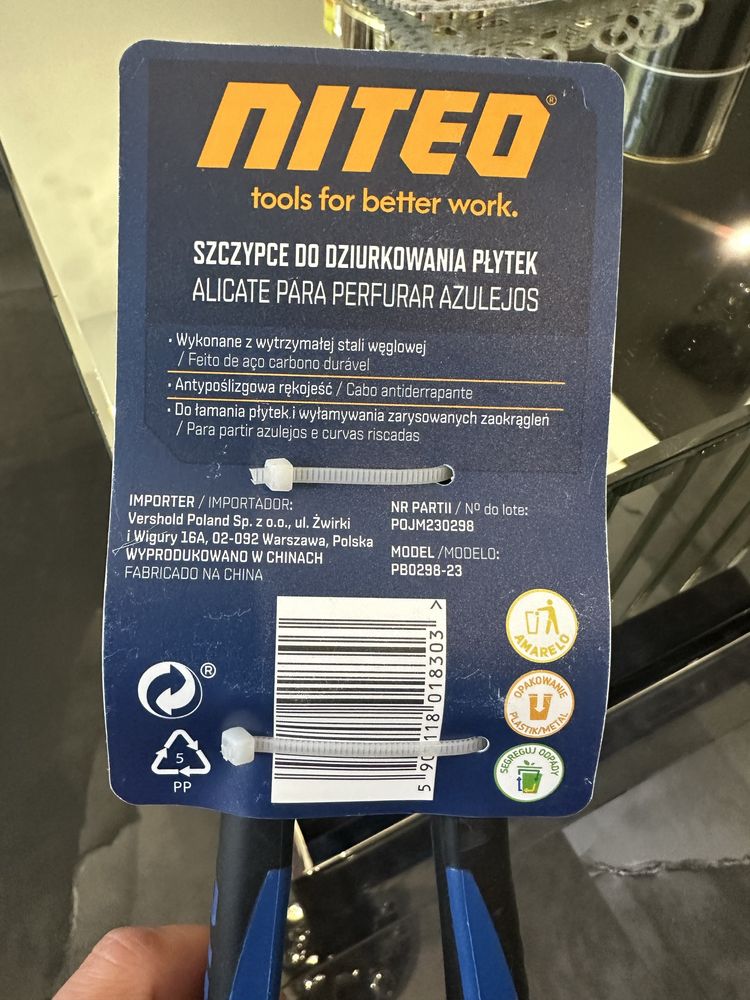 NITEO®
tools for better work.
SZCZYPCE DO DZIURKOWANIA PŁYTEK
ALICATE PARA PERFURAR AZULEJOS
• Wykonane z wytrzymałej stali węglowej
/ Feito de aço carbono durável
• Antypoślizgowa rękojeść / Cabo antiderrapante
• Do łamania płytek i wyłamywania zarysowanych zaokrągleń
/ Para partir azulejos e curvas riscadas
IMPORTER / IMPORTADOR:
Vershold Poland Sp. z o.o., ul. Żwirki
i Wigury 16A, 02-092 Warszawa, Polska
WYPRODUKOWANO W CHINACH
FABRICADO NA CHINA
NR PARTII / Nº do lote:
POJM230298
MODEL /MODELO:
PB0298-23
®
5
PP
>
AMARELO
OPAKOWANIE
PLASTIK/METAL
SEGREGUJ ODPADY